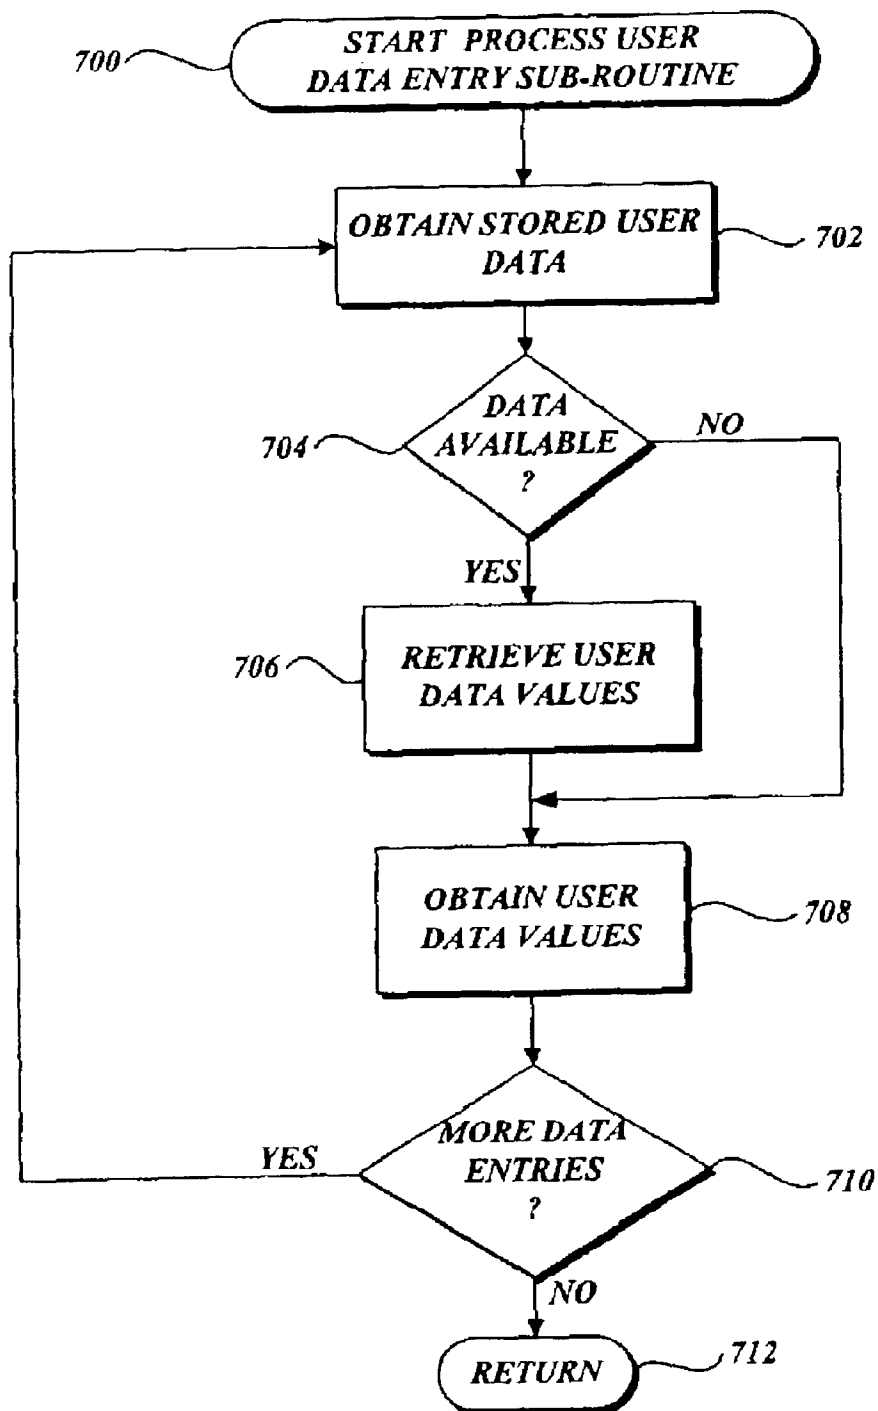 700
START PROCESS USER
DATA ENTRY SUB-ROUTINE
OBTAIN STORED USER
DATA
702
704
DATA
AVAILABLE
?
NO
YES
706
RETRIEVE USER
DATA VALUES
OBTAIN USER
DATA VALUES
708
MORE DATA
ENTRIES
?
YES
710
NO
RETURN
712